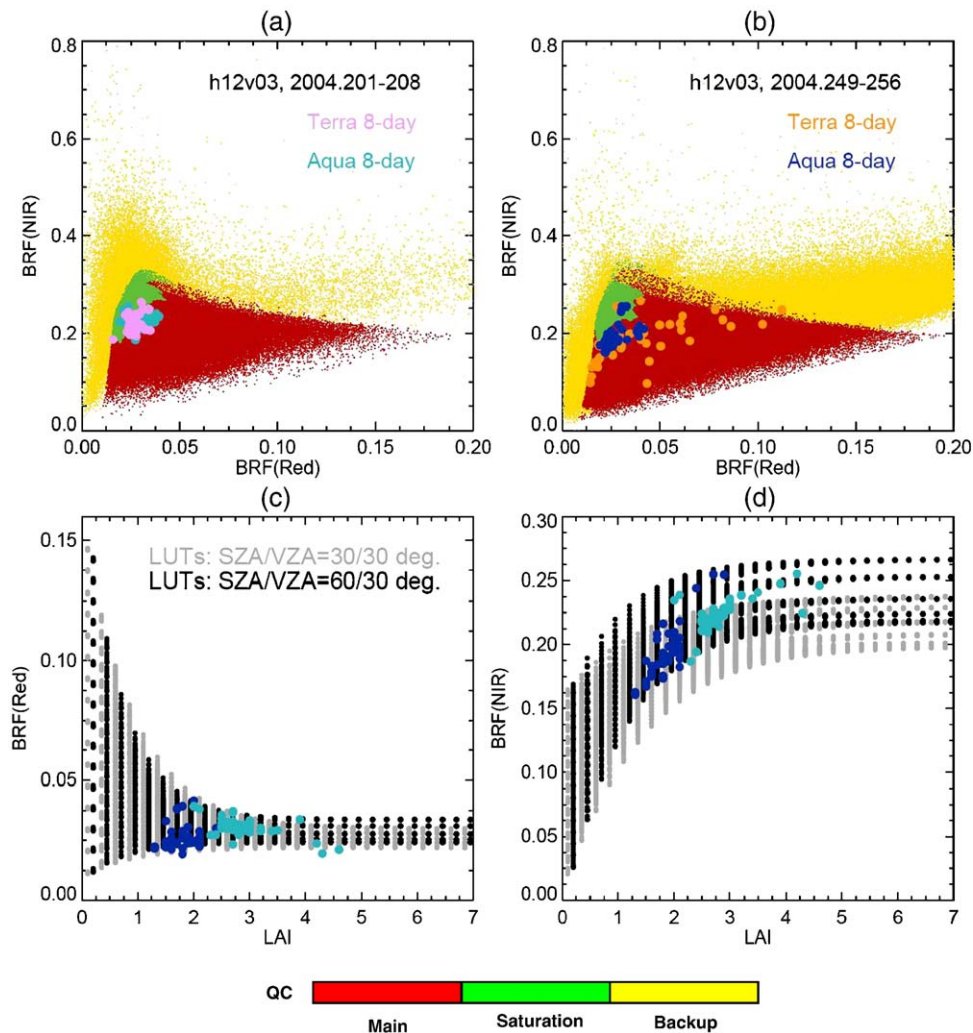 (a)
h12v03, 2004.201-208
Terra 8-day
Aqua 8-day
BRF(NIR)
0.8
0.6
0.4
0.2
0.0
0.00 0.05 0.10 0.15 0.20
BRF(Red)
(b)
h12v03, 2004.249-256
Terra 8-day
Aqua 8-day
BRF(NIR)
0.8
0.6
0.4
0.2
0.0
0.00 0.05 0.10 0.15 0.20
BRF(Red)
(c)
LUTs: SZA/VZA=30/30 deg.
LUTs: SZA/VZA=60/30 deg.
BRF(Red)
0.15
0.10
0.05
0.00
0 1 2 3 4 5 6 7
LAI
(d)
BRF(NIR)
0.30
0.25
0.20
0.15
0.10
0.05
0.00
0 1 2 3 4 5 6 7
LAI
QC
Main Saturation Backup